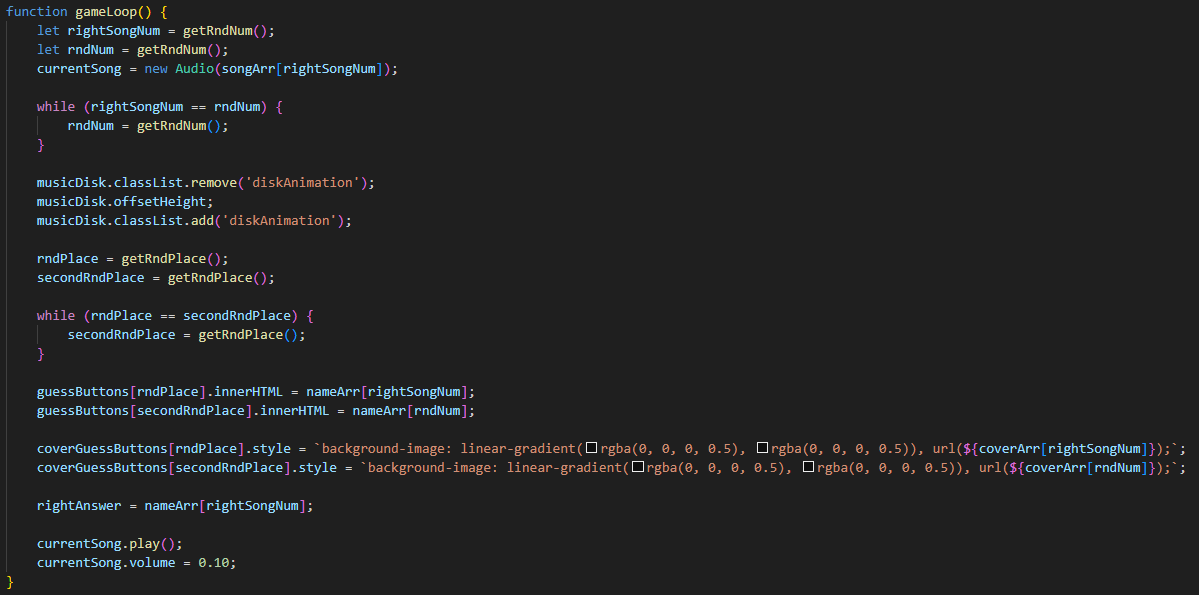 function gameLoop() {
    let rightSongNum = getRndNum();
    let rndNum = getRndNum();
    currentSong = new Audio(songArr[rightSongNum]);

    while (rightSongNum == rndNum) {
        rndNum = getRndNum();
    }

    musicDisk.classList.remove('diskAnimation');
    musicDisk.offsetHeight;
    musicDisk.classList.add('diskAnimation');

    rndPlace = getRndPlace();
    secondRndPlace = getRndPlace();

    while (rndPlace == secondRndPlace) {
        secondRndPlace = getRndPlace();
    }

    guessButtons[rndPlace].innerHTML = nameArr[rightSongNum];
    guessButtons[secondRndPlace].innerHTML = nameArr[rndNum];

    coverGuessButtons[rndPlace].style = `background-image: linear-gradient(rgba(0, 0, 0, 0.5), rgba(0, 0, 0, 0.5)), url(${coverArr[rightSongNum]});`;
    coverGuessButtons[secondRndPlace].style = `background-image: linear-gradient(rgba(0, 0, 0, 0.5), rgba(0, 0, 0, 0.5)), url(${coverArr[rndNum]});`;

    rightAnswer = nameArr[rightSongNum];

    currentSong.play();
    currentSong.volume = 0.10;
}